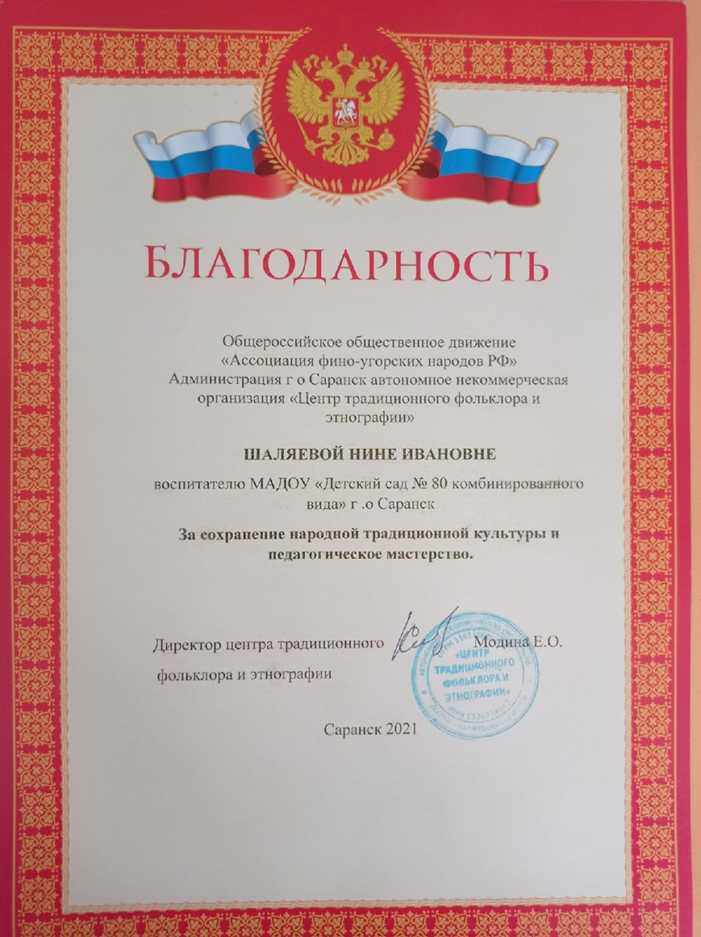 БЛАГОДАРНОСТЬ
Общероссийское общественное движение
«Ассоциация фино-угорских народов РФ»
Администрация г о Саранск автономное некоммерческая
организация «Центр традиционного фольклора и
этнографии»
ШАЛЯЕВОЙ НИНЕ ИВАНОВНЕ
воспитателю МАДОУ «Детский сад № 80 комбинированного
вида» г .о Саранск
За сохранение народной традиционной культуры и
педагогическое мастерство.
Директор центра традиционного Модина Е.О.
фольклора и этнографии
«ЦЕНТР
ТРАДИЦИОННОГО
ФОЛЬКЛОРА И
ЭТНОГРАФИИ»
Саранск 2021